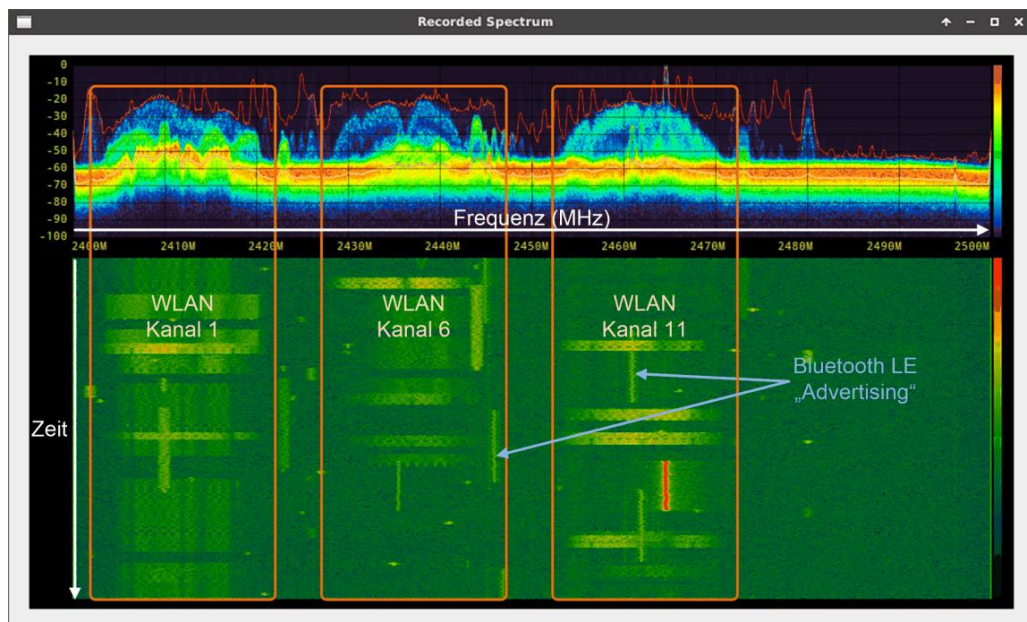 Recorded Spectrum
0
-10
-20
-30
-40
-50
-60
-70
-80
-90
-100
Frequenz (MHz)
2400M 2410M 2420M 2430M 2440M 2450M 2460M 2470M 2480M 2490M 2500M
WLAN
Kanal 1
WLAN
Kanal 6
WLAN
Kanal 11
Bluetooth LE
„Advertising“
Zeit